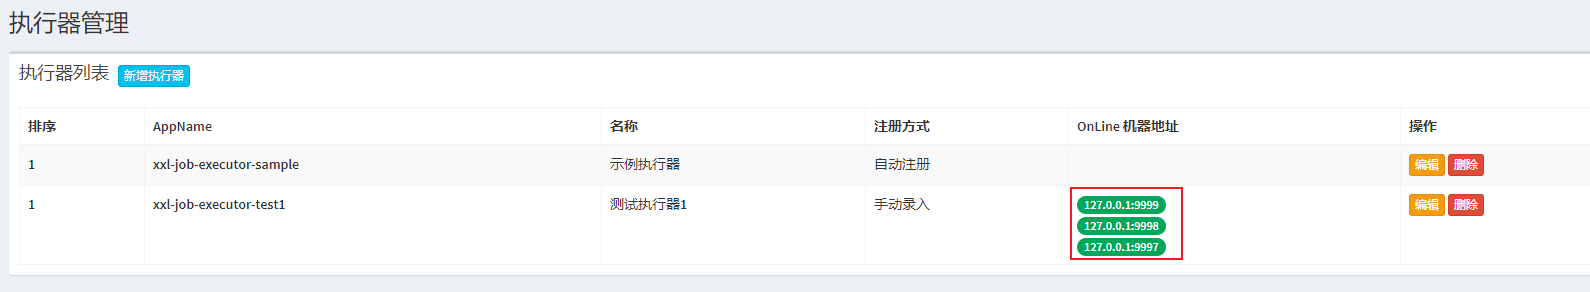 执行器管理
执行器列表 新增执行器
排序 AppName 名称 注册方式 OnLine 机器地址 操作
1 xxl-job-executor-sample 示例执行器 自动注册 编辑 删除
1 xxl-job-executor-test1 测试执行器1 手动录入 127.0.0.1:9999 编辑 删除
127.0.0.1:9998
127.0.0.1:9997